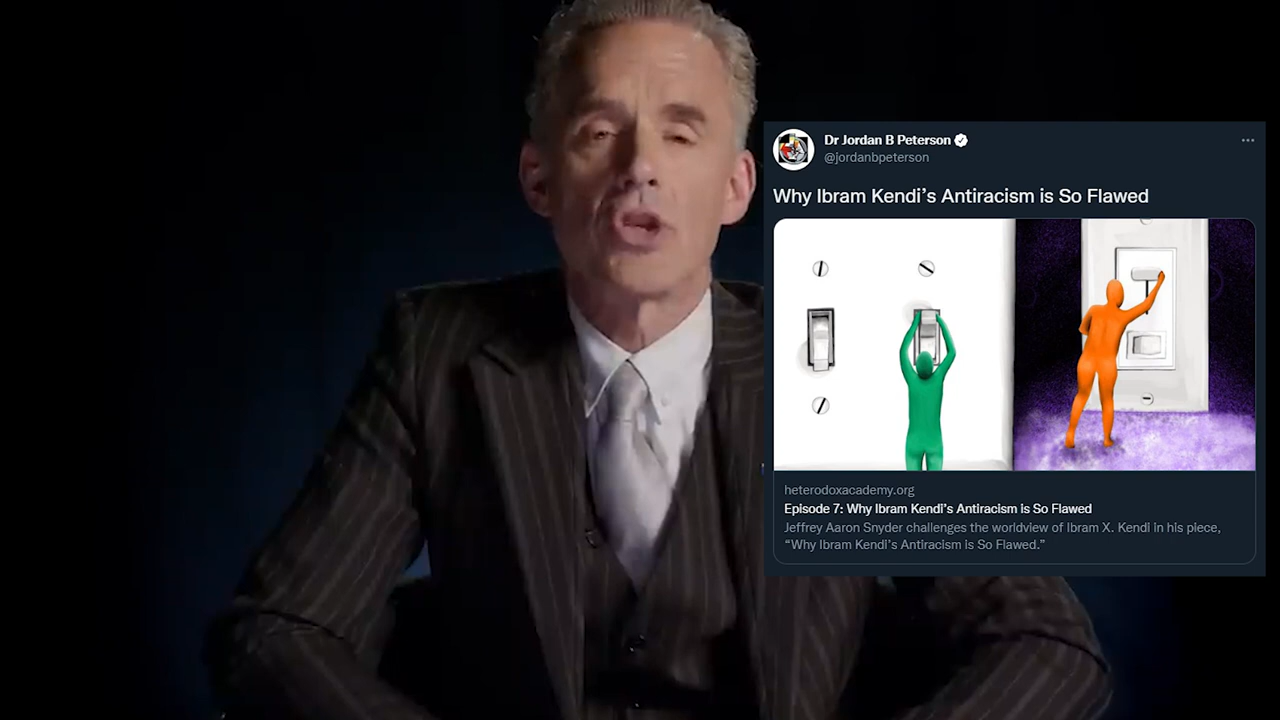 Dr Jordan B Peterson
@jordanbpeterson
Why Ibram Kendi's Antiracism is So Flawed
heterodoxacademy.org
Episode 7: Why Ibram Kendi's Antiracism is So Flawed
Jeffrey Aaron Snyder challenges the worldview of Ibram X. Kendi in his piece,
“Why Ibram Kendi's Antiracism is So Flawed.”